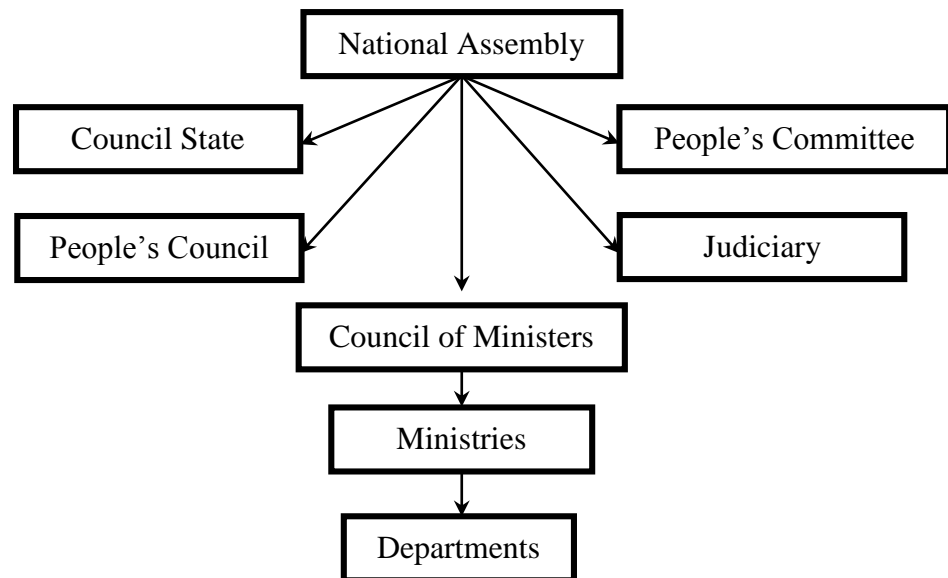 National Assembly
Council State
People's Committee
People's Council
Judiciary
Council of Ministers
Ministries
Departments